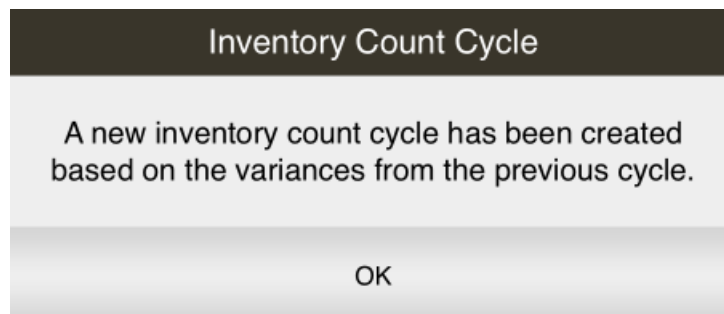 Inventory Count Cycle
A new inventory count cycle has been created
based on the variances from the previous cycle.
OK